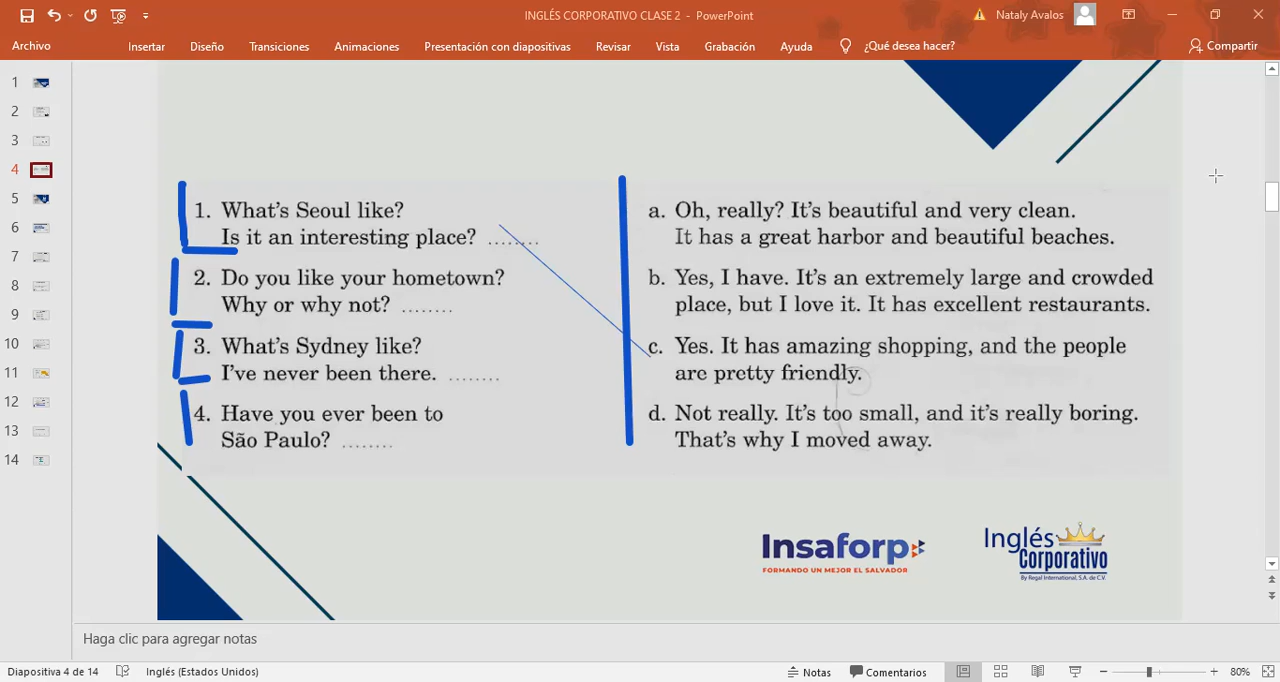 INGLÉS CORPORATIVO CLASE 2 - PowerPoint
Nataly Avalos
Archivo Insertar Diseño Transiciones Animaciones Presentación con diapositivas Revisar Vista Grabación Ayuda ¿Qué desea hacer? Compartir
1
2
3
4
5
6
7
8
9
10
11
12
13
14
1. What's Seoul like?
Is it an interesting place? ........
2. Do you like your hometown?
Why or why not? ........
3. What's Sydney like?
I've never been there. ........
4. Have you ever been to
São Paulo? ........
a. Oh, really? It's beautiful and very clean.
It has a great harbor and beautiful beaches.
b. Yes, I have. It's an extremely large and crowded
place, but I love it. It has excellent restaurants.
c. Yes. It has amazing shopping, and the people
are pretty friendly.
d. Not really. It's too small, and it's really boring.
That's why I moved away.
Insaforp
FORMANDO UN MEJOR EL SALVADOR
Inglés
Corporativo
By Regal International, S.A. de C.V.
Haga clic para agregar notas
Diapositiva 4 de 14 Inglés (Estados Unidos) Notas Comentarios 80%